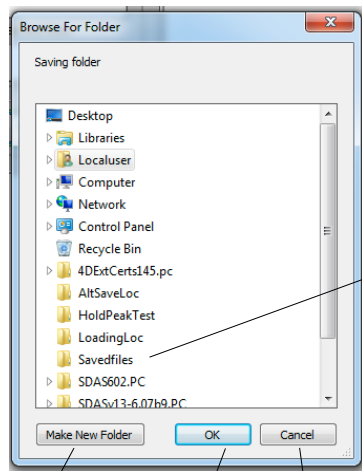 Browse For Folder
Saving folder
Desktop
Libraries
Localuser
Computer
Network
Control Panel
Recycle Bin
4DExtCerts145.pc
AltSaveLoc
HoldPeakTest
LoadingLoc
Savedfiles
SDAS602.PC
SDASv13-6.07b9.PC
Make New Folder
OK
Cancel